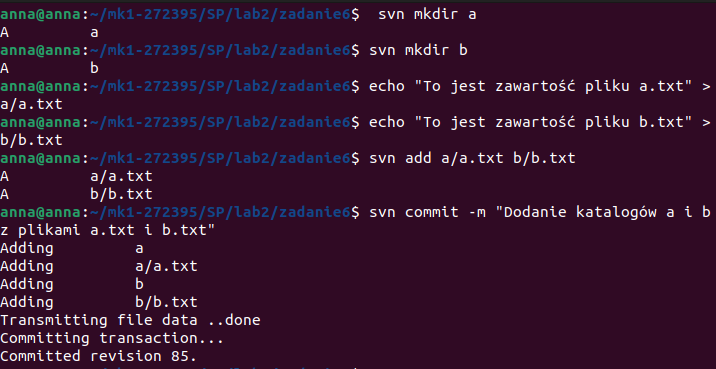 anna@anna:~/mk1-272395/SP/lab2/zadanie6$  svn mkdir a
A         a
anna@anna:~/mk1-272395/SP/lab2/zadanie6$ svn mkdir b
A         b
anna@anna:~/mk1-272395/SP/lab2/zadanie6$ echo "To jest zawartość pliku a.txt" >
a/a.txt
anna@anna:~/mk1-272395/SP/lab2/zadanie6$ echo "To jest zawartość pliku b.txt" >
b/b.txt
anna@anna:~/mk1-272395/SP/lab2/zadanie6$ svn add a/a.txt b/b.txt
A         a/a.txt
A         b/b.txt
anna@anna:~/mk1-272395/SP/lab2/zadanie6$ svn commit -m "Dodanie katalogów a i b
z plikami a.txt i b.txt"
Adding         a
Adding         a/a.txt
Adding         b
Adding         b/b.txt
Transmitting file data ..done
Committing transaction...
Committed revision 85.